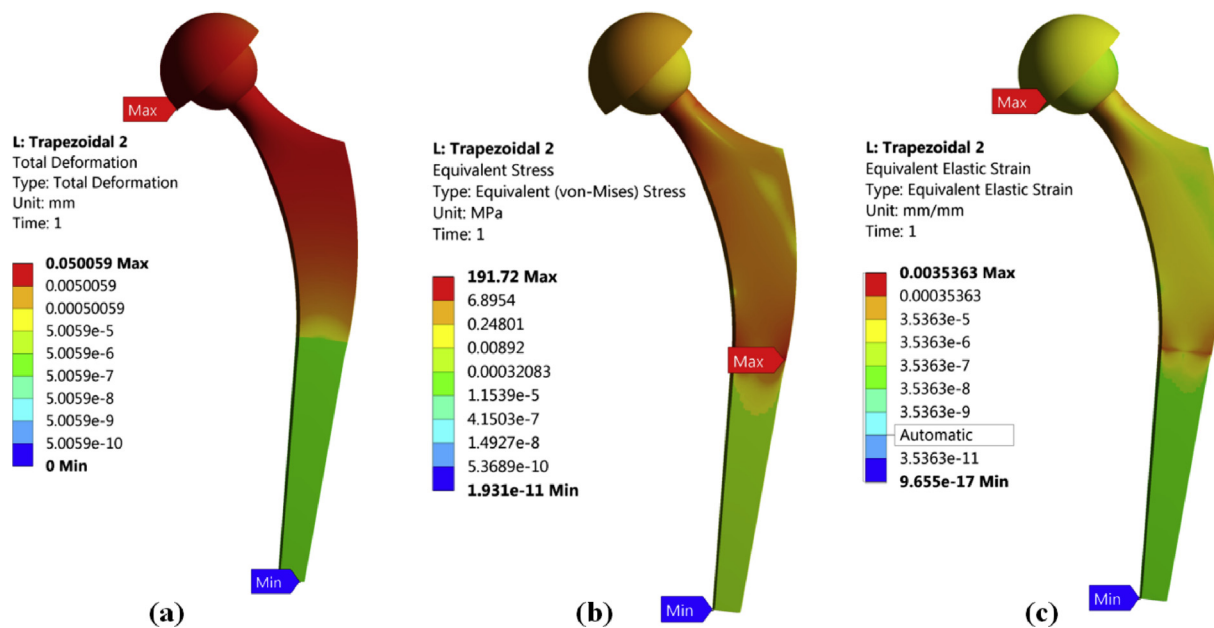 Max
L: Trapezoidal 2
Total Deformation
Type: Total Deformation
Unit: mm
Time: 1
0.050059 Max
0.0050059
0.00050059
5.0059e-5
5.0059e-6
5.0059e-7
5.0059e-8
5.0059e-9
5.0059e-10
0 Min
Min
(a)
L: Trapezoidal 2
Equivalent Stress
Type: Equivalent (von-Mises) Stress
Unit: MPa
Time: 1
191.72 Max
6.8954
0.24801
0.00892
0.00032083
1.1539e-5
4.1503e-7
1.4927e-8
5.3689e-10
1.931e-11 Min
Max
Min
(b)
Max
L: Trapezoidal 2
Equivalent Elastic Strain
Type: Equivalent Elastic Strain
Unit: mm/mm
Time: 1
0.0035363 Max
0.00035363
3.5363e-5
3.5363e-6
3.5363e-7
3.5363e-8
3.5363e-9
Automatic
3.5363e-11
9.655e-17 Min
Min
(c)